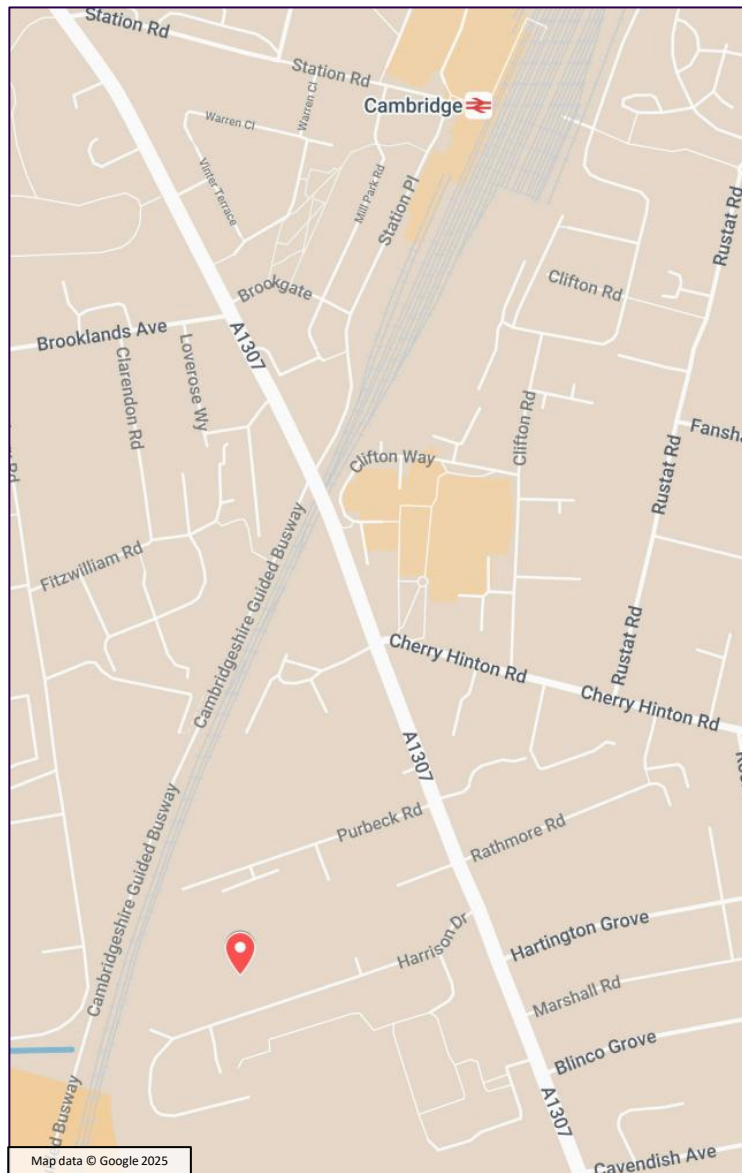 Station Rd
Station Rd
Cambridge
Warren Cl
Warren Cl
Vinter Terrace
Mill Park Rd
Station Pl
Rustat Rd
Clifton Rd
Brookgate
Brooklands Ave
A1307
Clarendon Rd
Loverose Wy
Clifton Rd
Fansha
Clifton Way
Rustat Rd
Rd
Fitzwilliam Rd
Cambridgeshire Guided Busway
Cherry Hinton Rd
Rustat Rd
Cherry Hinton Rd
A1307
Purbeck Rd
Rathmore Rd
Cambridgeshire Guided Busway
Harrison Dr
Hartington Grove
Marshall Rd
Blinco Grove
A1307
Busway
Cavendish Ave
Map data © Google 2025